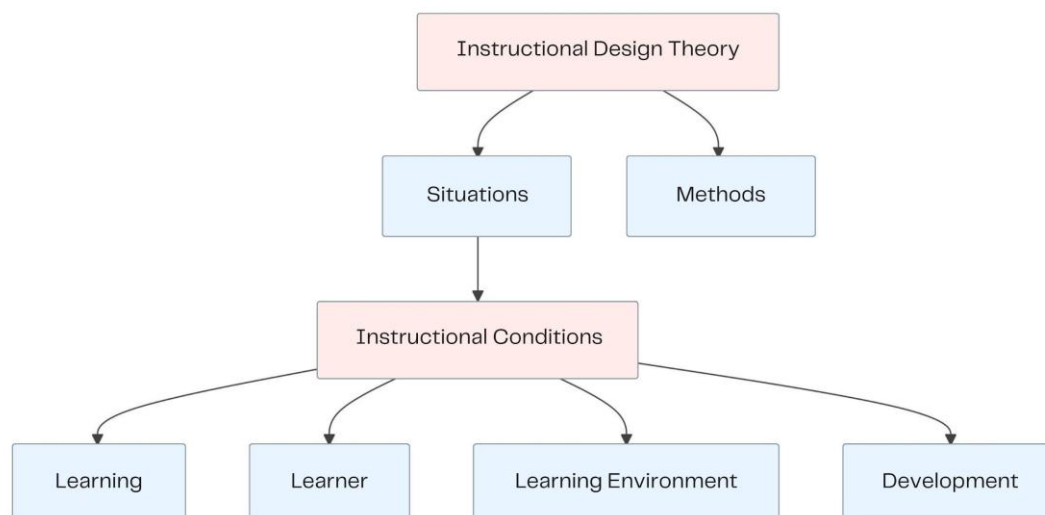 Instructional Design Theory
Situations
Methods
Instructional Conditions
Learning
Learner
Learning Environment
Development